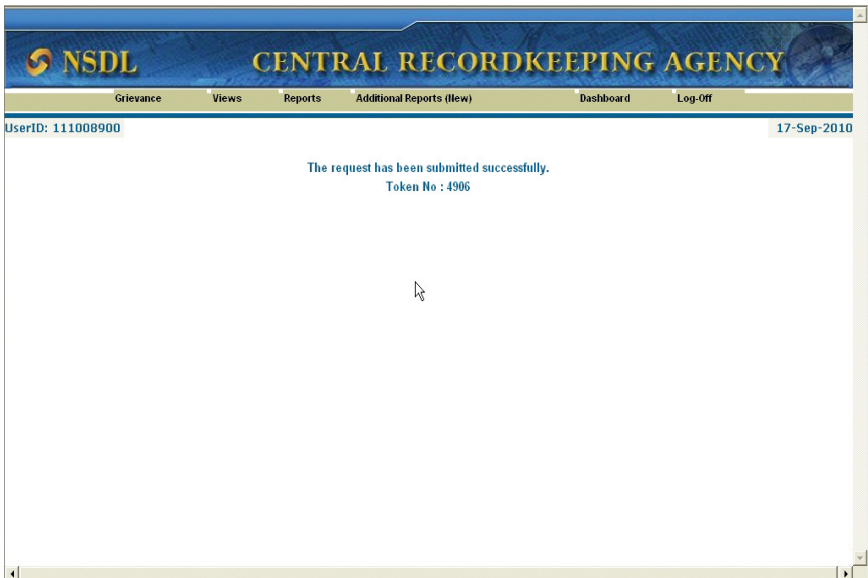 NSDL CENTRAL RECORDKEEPING AGENCY
Grievance Views Reports Additional Reports (New) Dashboard Log-Off
UserID: 111008900 17-Sep-2010
The request has been submitted successfully.
Token No : 4906